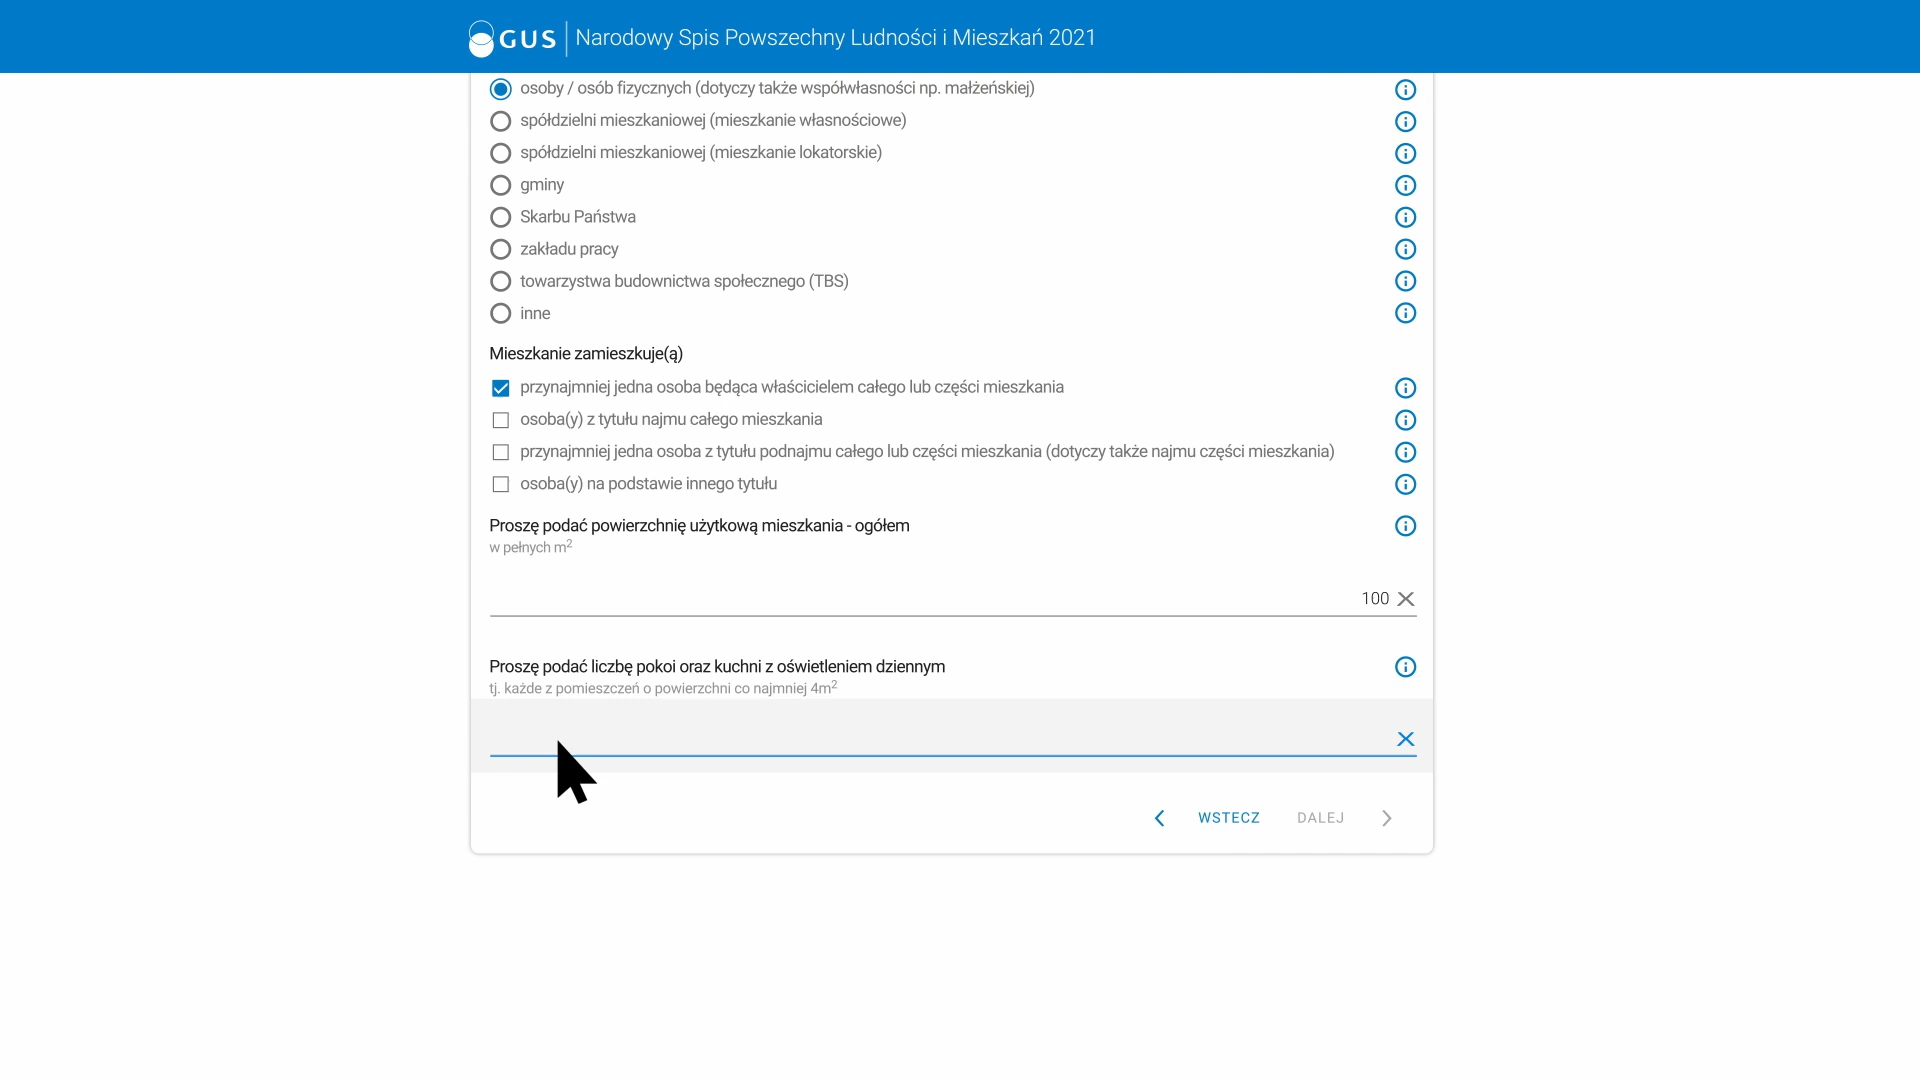 GUS Narodowy Spis Powszechny Ludności i Mieszkań 2021
osoby / osób fizycznych (dotyczy także współwłasności np. małżeńskiej)
spółdzielni mieszkaniowej (mieszkanie własnościowe)
spółdzielni mieszkaniowej (mieszkanie lokatorskie)
gminy
Skarbu Państwa
zakładu pracy
towarzystwa budownictwa społecznego (TBS)
inne
Mieszkanie zamieszkuje(ą)
przynajmniej jedna osoba będąca właścicielem całego lub części mieszkania
osoba(y) z tytułu najmu całego mieszkania
przynajmniej jedna osoba z tytułu podnajmu całego lub części mieszkania (dotyczy także najmu części mieszkania)
osoba(y) na podstawie innego tytułu
Proszę podać powierzchnię użytkową mieszkania - ogółem
w pełnych m²
100
Proszę podać liczbę pokoi oraz kuchni z oświetleniem dziennym
tj. każde z pomieszczeń o powierzchni co najmniej 4m²
WSTECZ DALEJ